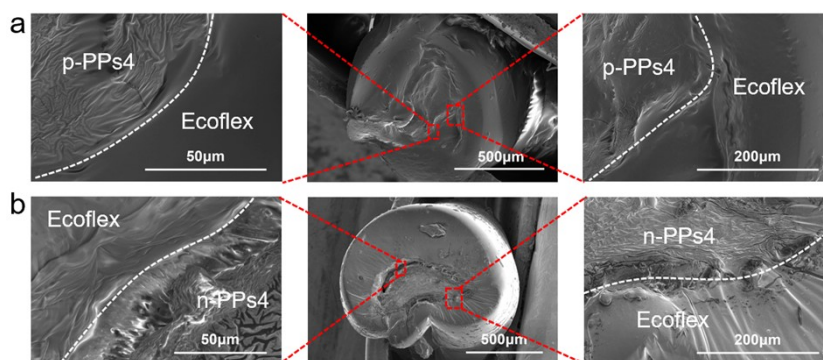 a
p-PPs4
Ecoflex
50μm
500μm
p-PPs4
Ecoflex
200μm
b
Ecoflex
n-PPs4
50μm
500μm
n-PPs4
Ecoflex
200μm